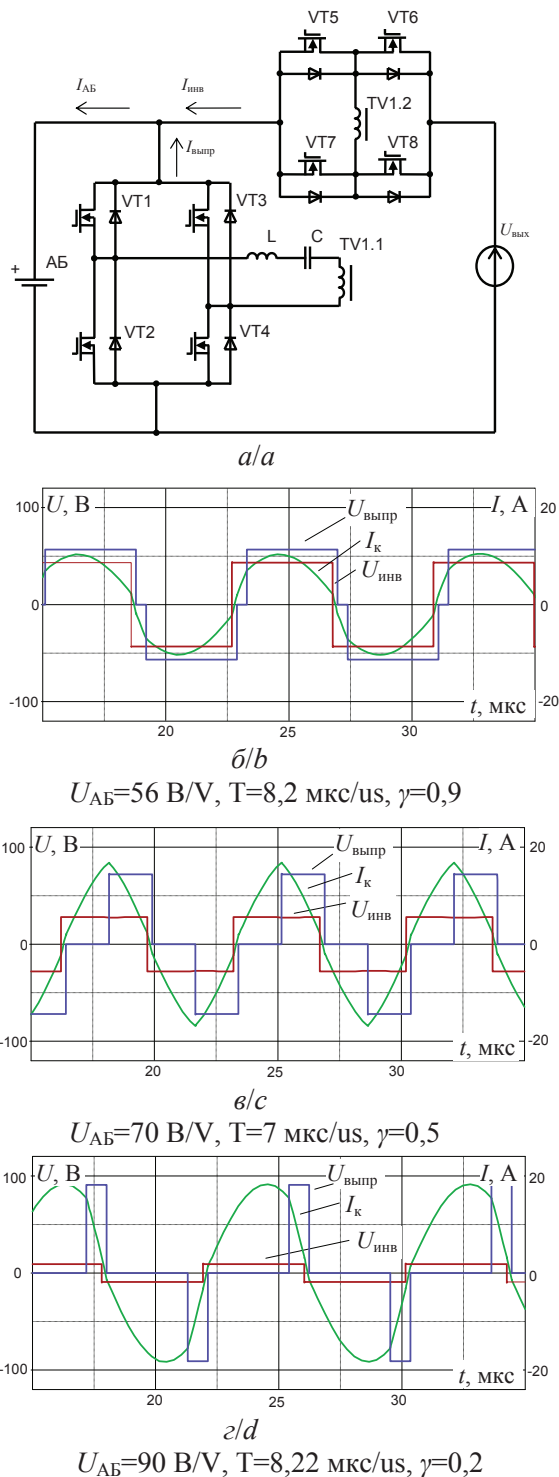 VT5 VT6
I_АБ I_инв
TV1.2
VT7 VT8
I_выпр
VT1 VT3
L C TV1.1
U_вых
+ АБ
VT2 VT4
а/a
100 U, В I, А 20
U_выпр
I_к
U_инв
0 0
-100 t, мкс -20
20 25 30
б/b
U_АБ=56 В/V, T=8,2 мкс/us, γ=0,9
100 U, В I, А 20
U_выпр
I_к
U_инв
0 0
-100 t, мкс -20
20 25 30
в/c
U_АБ=70 В/V, T=7 мкс/us, γ=0,5
100 U, В I, А 20
U_выпр
I_к
U_инв
0 0
-100 t, мкс -20
20 25 30
г/d
U_АБ=90 В/V, T=8,22 мкс/us, γ=0,2